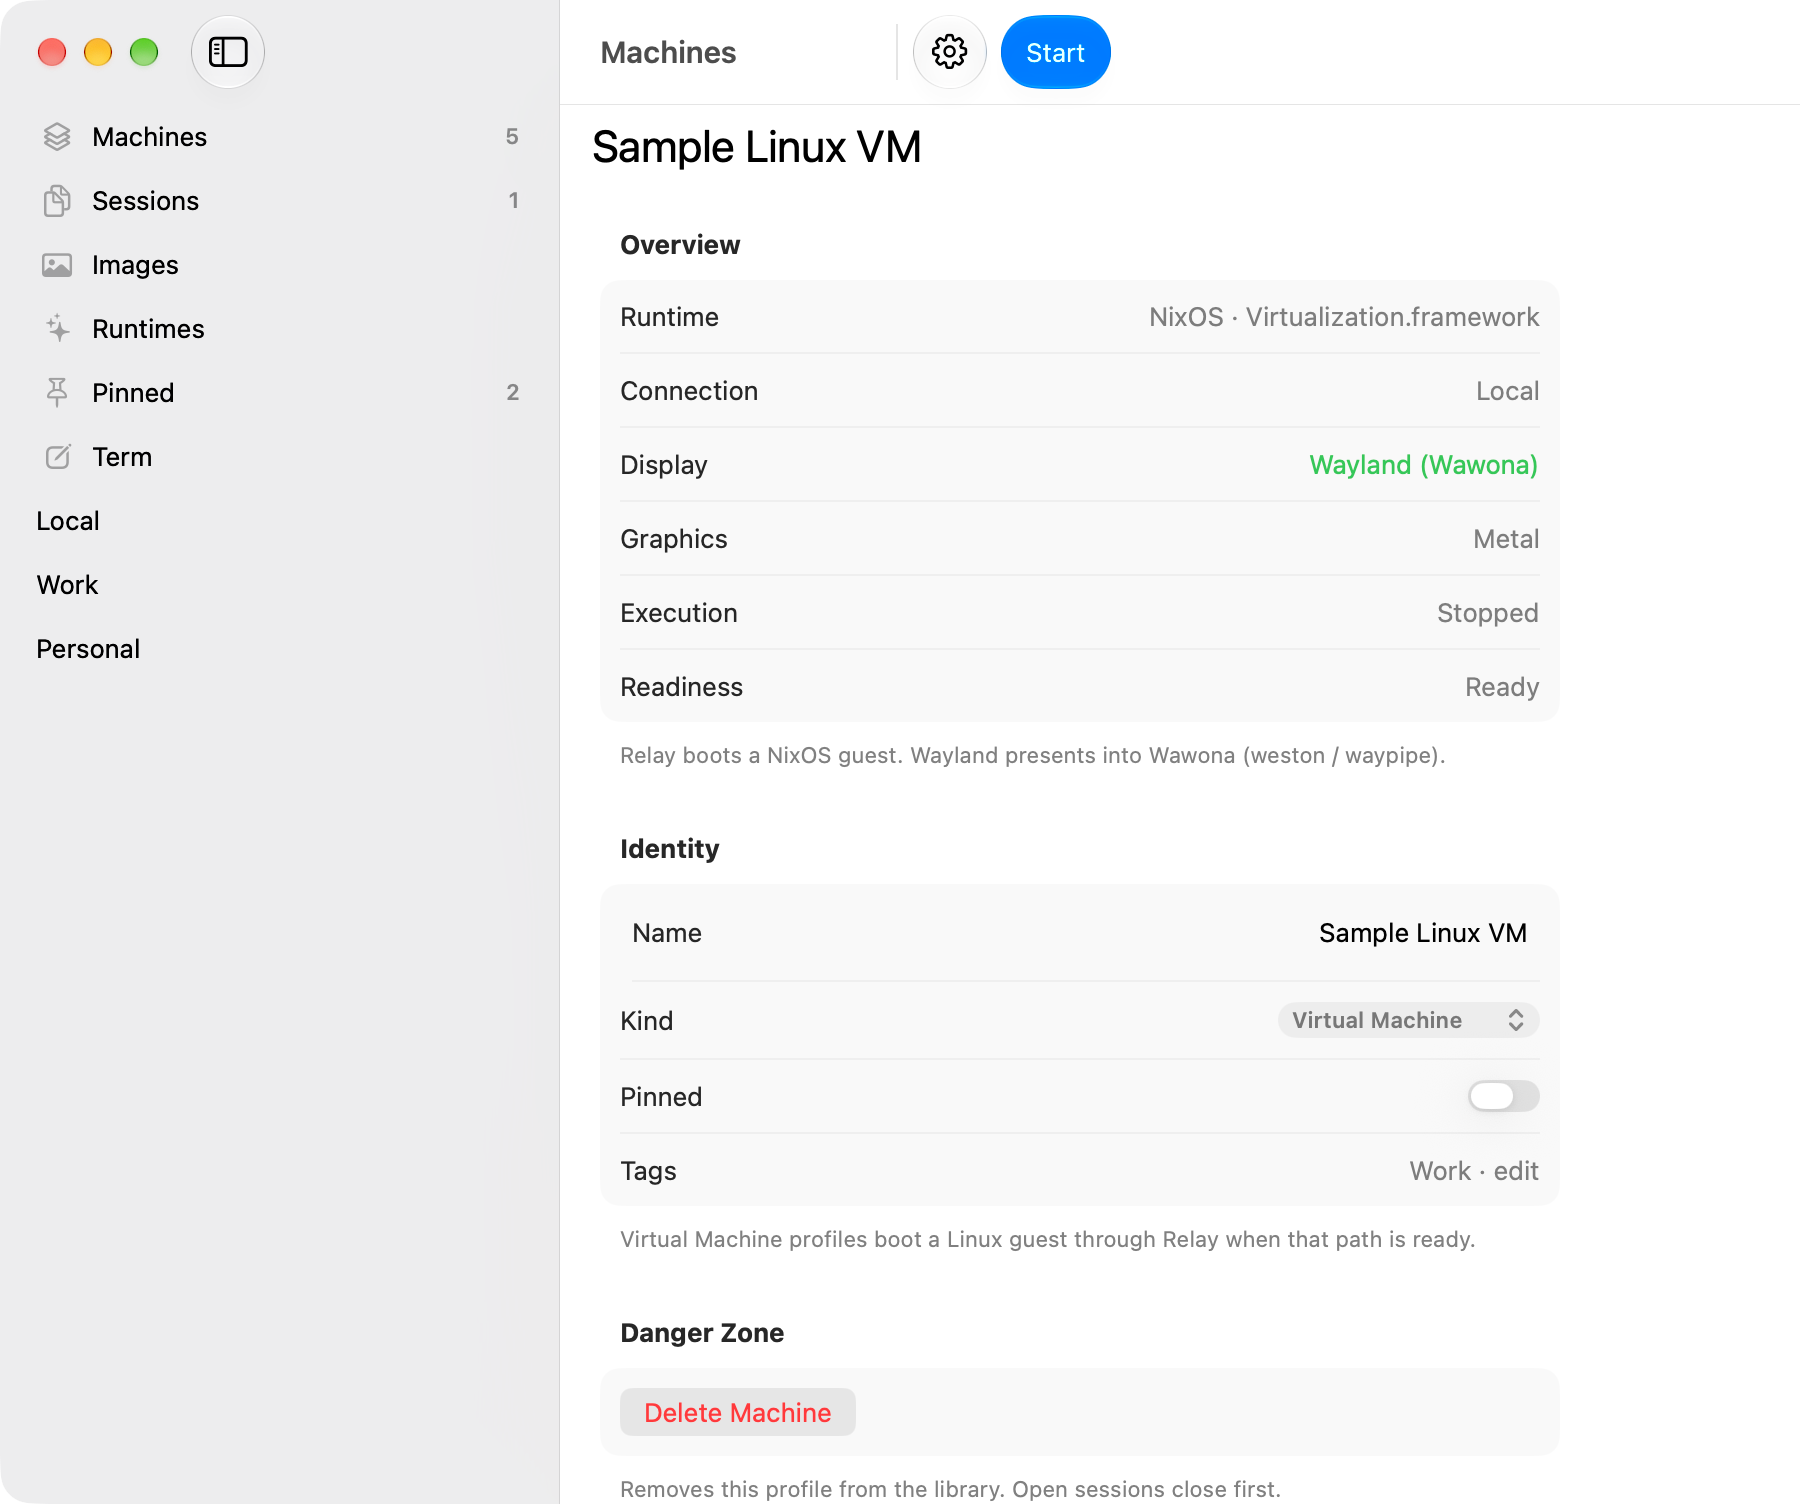 Machines 5
Sessions 1
Images
Runtimes
Pinned 2
Term
Local
Work
Personal
Machines
Start
Sample Linux VM
Overview
Runtime NixOS · Virtualization.framework
Connection Local
Display Wayland (Wawona)
Graphics Metal
Execution Stopped
Readiness Ready
Relay boots a NixOS guest. Wayland presents into Wawona (weston / waypipe).
Identity
Name Sample Linux VM
Kind Virtual Machine
Pinned
Tags Work · edit
Virtual Machine profiles boot a Linux guest through Relay when that path is ready.
Danger Zone
Delete Machine
Removes this profile from the library. Open sessions close first.